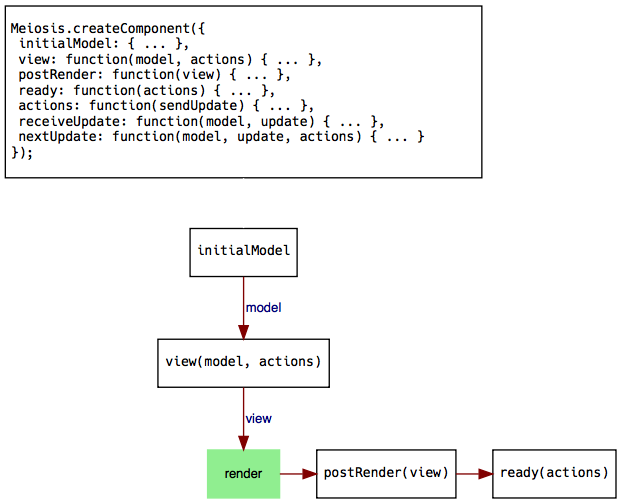 Meiosis.createComponent({
initialModel: { ... },
view: function(model, actions) { ... },
postRender: function(view) { ... },
ready: function(actions) { ... },
actions: function(sendUpdate) { ... },
receiveUpdate: function(model, update) { ... },
nextUpdate: function(model, update, actions) { ... }
});
initialModel
model
view(model, actions)
view
render
postRender(view)
ready(actions)